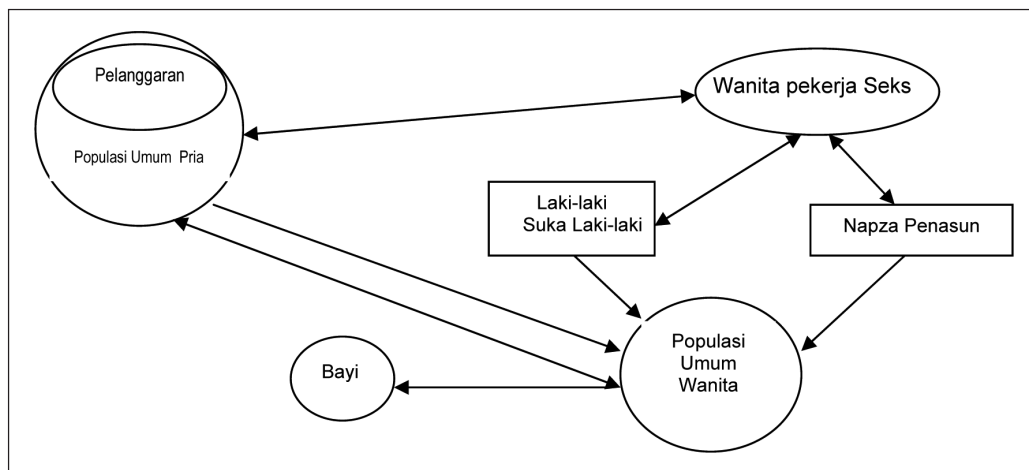 Pelanggaran
Populasi Umum Pria
Wanita pekerja Seks
Laki-laki
Suka Laki-laki
Napza Penasun
Populasi
Umum
Wanita
Bayi